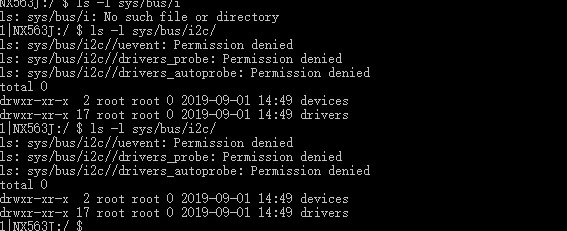 NX563J:/ $ ls -l sys/bus/i
ls: sys/bus/i: No such file or directory
1|NX563J:/ $ ls -l sys/bus/i2c/
ls: sys/bus/i2c//uevent: Permission denied
ls: sys/bus/i2c//drivers_probe: Permission denied
ls: sys/bus/i2c//drivers_autoprobe: Permission denied
total 0
drwxr-xr-x  2 root root 0 2019-09-01 14:49 devices
drwxr-xr-x 17 root root 0 2019-09-01 14:49 drivers
1|NX563J:/ $ ls -l sys/bus/i2c/
ls: sys/bus/i2c//uevent: Permission denied
ls: sys/bus/i2c//drivers_probe: Permission denied
ls: sys/bus/i2c//drivers_autoprobe: Permission denied
total 0
drwxr-xr-x  2 root root 0 2019-09-01 14:49 devices
drwxr-xr-x 17 root root 0 2019-09-01 14:49 drivers
1|NX563J:/ $